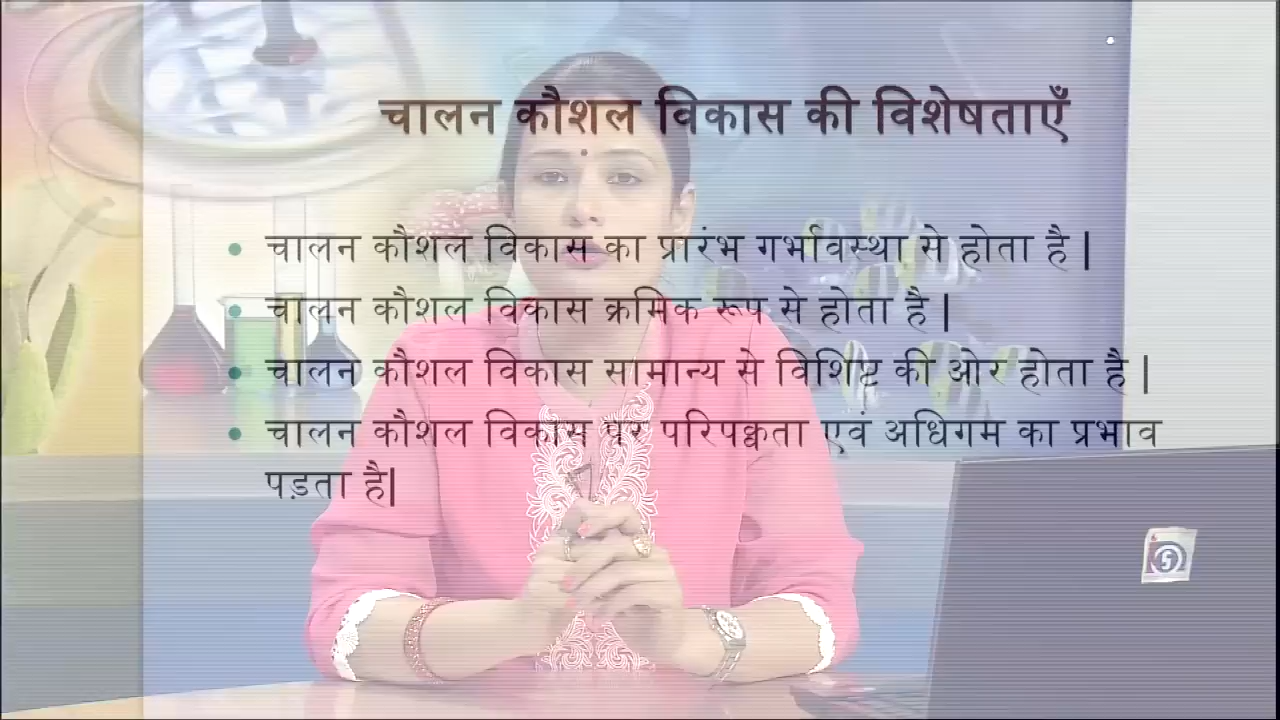 चालन कौशल विकास की विशेषताएँ
• चालन कौशल विकास का प्रारंभ गर्भावस्था से होता है |
• चालन कौशल विकास क्रमिक रूप से होता है |
• चालन कौशल विकास सामान्य से विशिष्ट की ओर होता है |
• चालन कौशल विकास पर परिपक्वता एवं अधिगम का प्रभाव
पड़ता है|